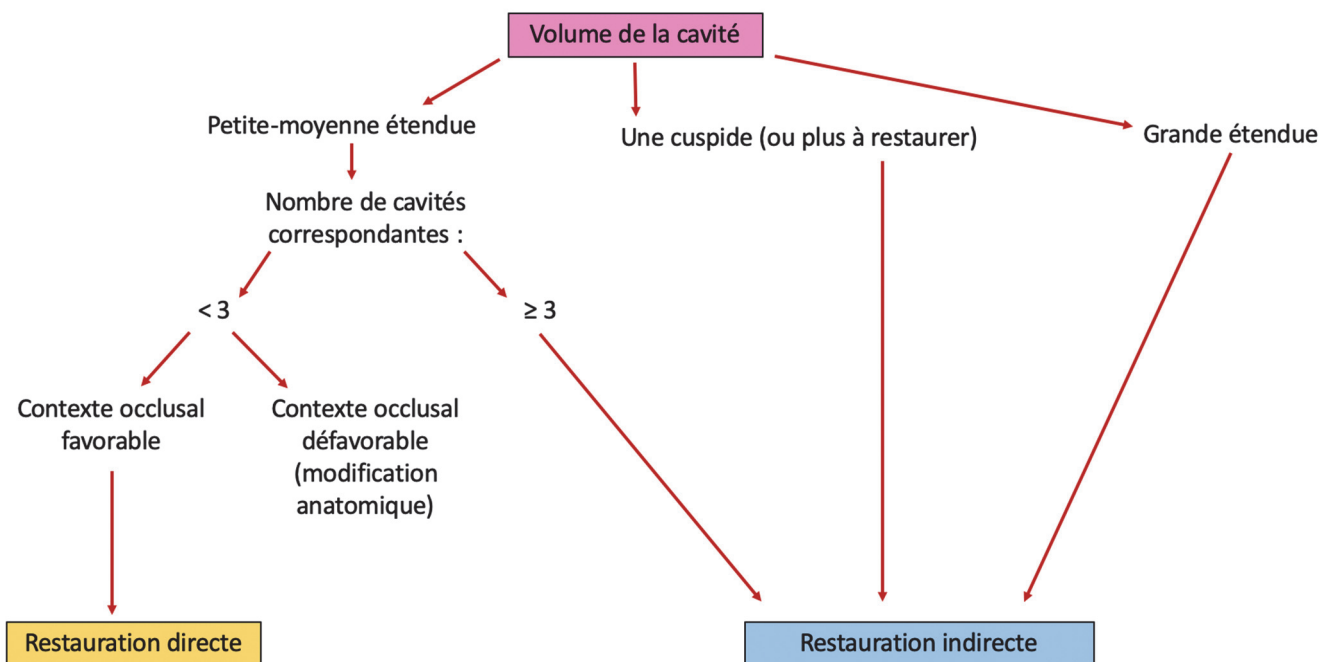 Volume de la cavité
Petite-moyenne étendue
Une cuspide (ou plus à restaurer)
Grande étendue
Nombre de cavités
correspondantes :
< 3
≥ 3
Contexte occlusal
favorable
Contexte occlusal
défavorable
(modification
anatomique)
Restauration directe
Restauration indirecte